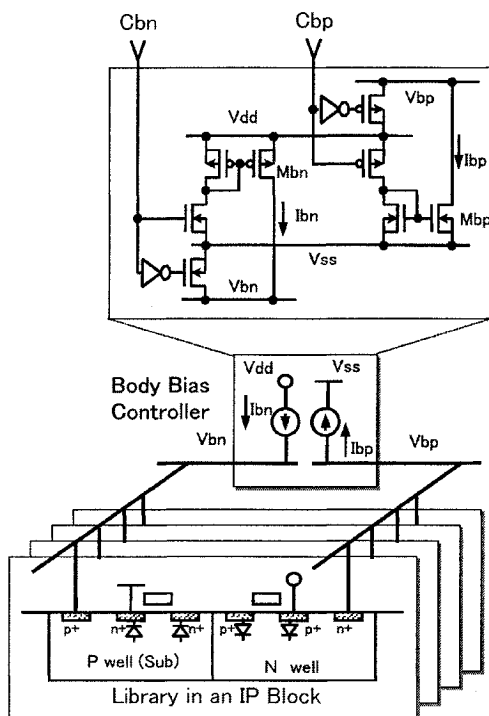 Cbn Cbp
Vdd Vbp
Mbn Ibp
Ibn Mbp
Vss
Vbn
Body Bias
Controller
Vdd Vss
Ibn
Vbn Ibp Vbp
p+ n+ n+ p+ p+ n+
P well (Sub) N well
Library in an IP Block